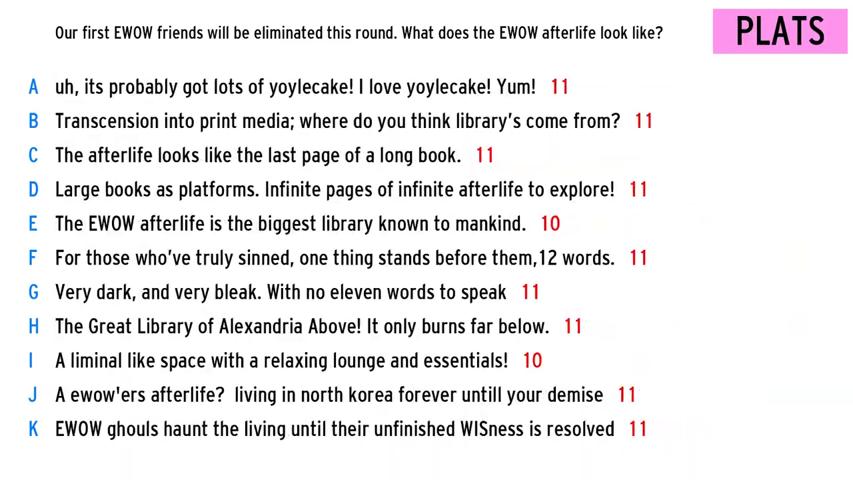 Our first EWOW friends will be eliminated this round. What does the EWOW afterlife look like?
PLATS
A uh, its probably got lots of yoylecake! I love yoylecake! Yum! 11
B Transcension into print media; where do you think library's come from? 11
C The afterlife looks like the last page of a long book. 11
D Large books as platforms. Infinite pages of infinite afterlife to explore! 11
E The EWOW afterlife is the biggest library known to mankind. 10
F For those who've truly sinned, one thing stands before them,12 words. 11
G Very dark, and very bleak. With no eleven words to speak 11
H The Great Library of Alexandria Above! It only burns far below. 11
I A liminal like space with a relaxing lounge and essentials! 10
J A ewow'ers afterlife?  living in north korea forever untill your demise 11
K EWOW ghouls haunt the living until their unfinished WISness is resolved 11